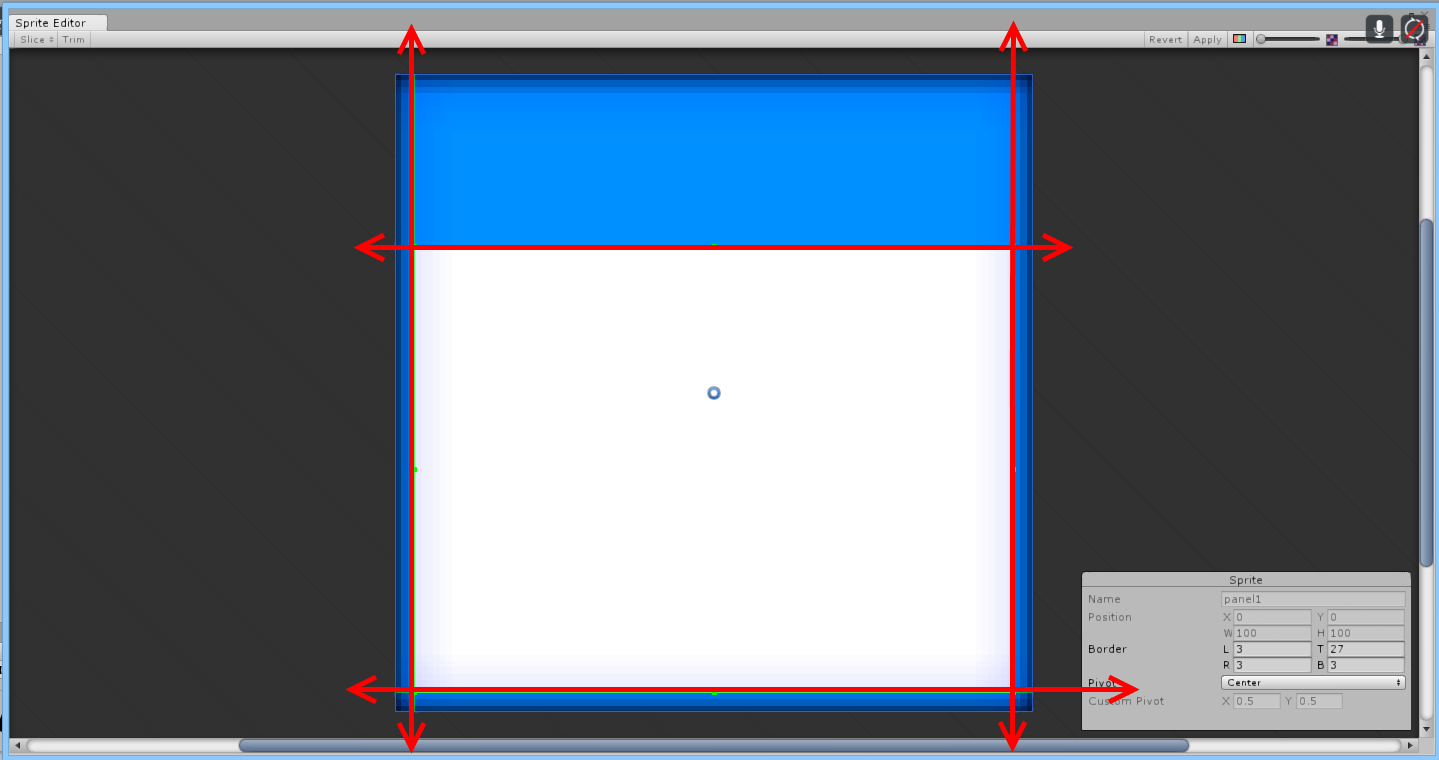 Sprite Editor
Slice Trim Revert Apply
Sprite
Name panel1
Position X 0 Y 0
W 100 H 100
Border L 3 T 27
R 3 B 3
Pivot Center
Custom Pivot X 0.5 Y 0.5